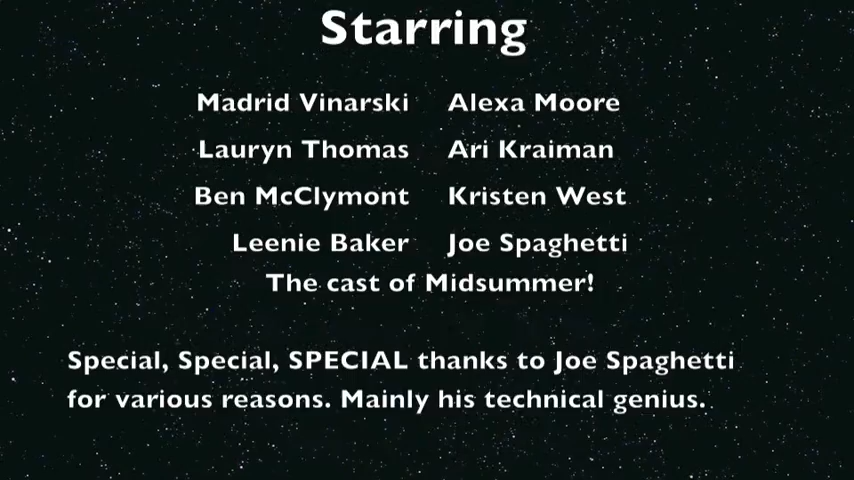 Starring
Madrid Vinarski Alexa Moore
Lauryn Thomas Ari Kraiman
Ben McClymont Kristen West
Leenie Baker Joe Spaghetti
The cast of Midsummer!
Special, Special, SPECIAL thanks to Joe Spaghetti
for various reasons. Mainly his technical genius.